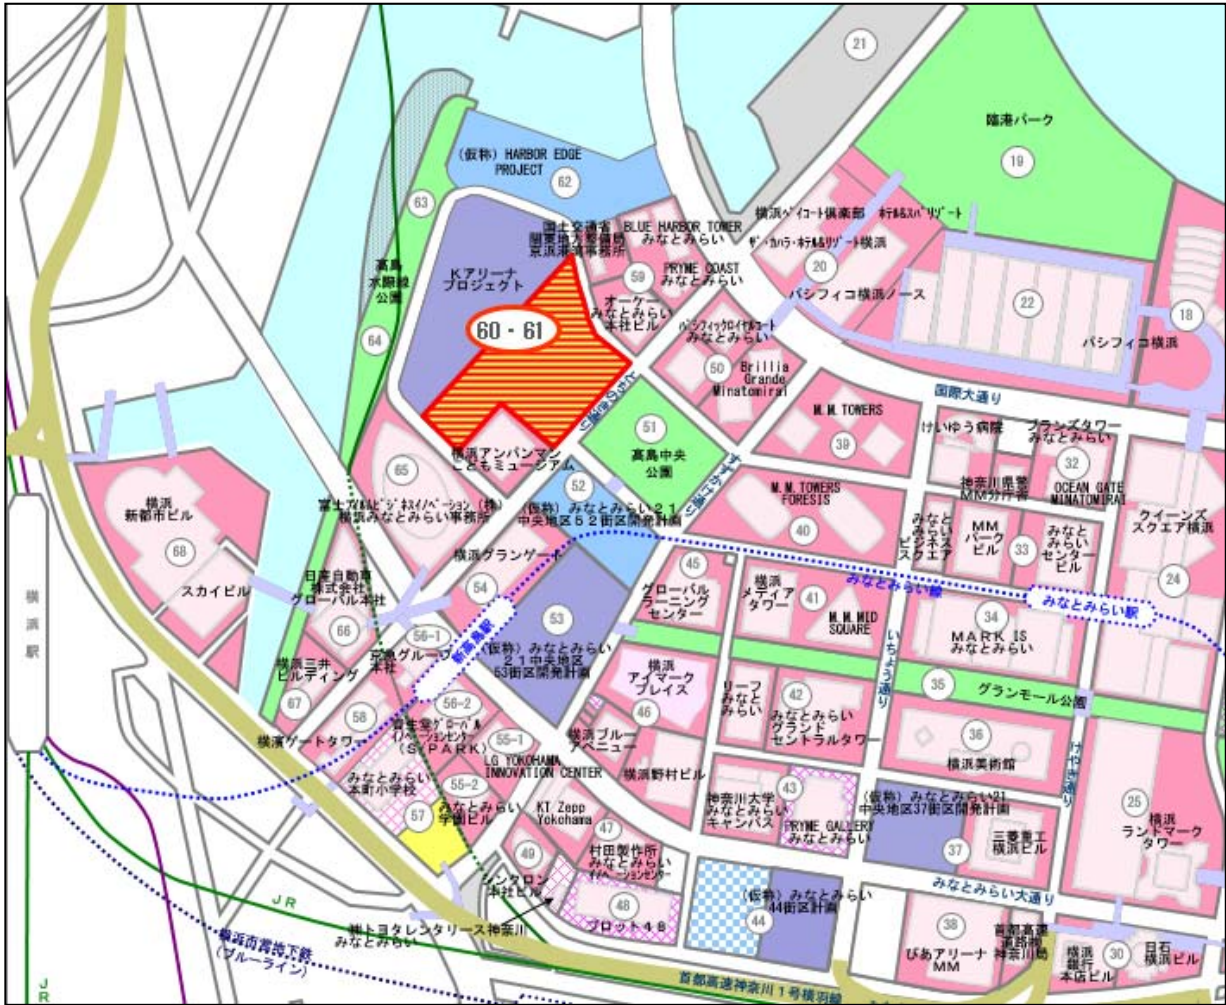 21
臨港パーク
19
(仮称) HARBOR EDGE
PROJECT
62
63
国土交通省
関東地方整備局
京浜港湾事務所
BLUE HARBOR TOWER
みなとみらい
横浜ベイコート倶楽部 ホテル&スパリゾート
ザ・カハラ・ホテル&リゾート横浜
20
パシフィコ横浜ノース
22
18
パシフィコ横浜
高島
水際線
公園
Kアリーナ
プロジェクト
59
PRYME COAST
みなとみらい
オーケー
みなとみらい
本社ビル
60・61
64
パシフィックロイヤルコート
みなとみらい
50
Brillia
Grande
Minatomirai
国際大通り
とちのき通り
M.M.TOWERS
39
けいゆう病院
ブランズタワー
みなとみらい
32
51
高島中央
公園
神奈川県警
MM分庁舎
OCEAN GATE
MINATOMIRAI
すずかけ通り
横浜アンパンマン
こどもミュージアム
65
52
富士フイルムビジネスイノベーション(株)
横浜みなとみらい事務所
(仮称)みなとみらい21
中央地区52街区開発計画
M.M.TOWERS
FORESIS
40
みなと
みらい
ビジネス
スクエア
MM
パーク
ビル
33
みなと
みらい
センター
ビル
クイーンズ
スクエア横浜
24
横浜
新都市ビル
68
スカイビル
横浜グランゲート
54
45
グローバル
ラーニング
センター
横浜
メディア
タワー
41
M.M.MID
SQUARE
みなとみらい線
みなとみらい駅
34
MARK IS
みなとみらい
横浜駅
日産自動車
株式会社
グローバル本社
66
56-1
京急グループ
本社
新高島駅
53
(仮称)みなとみらい
21中央地区
53街区開発計画
横浜三井
ビルディング
67
横浜
アイマーク
プレイス
46
リーフ
みなと
みらい
42
みなとみらい
グランド
セントラルタワー
いちょう通り
35
グランモール公園
58
横濱ゲートタワー
56-2
資生堂グローバル
イノベーションセンター
(S/PARK)
55-1
LG YOKOHAMA
INNOVATION CENTER
横浜ブルー
アベニュー
横浜野村ビル
36
横浜美術館
けやき通り
みなとみらい
本町小学校
57
55-2
みなとみらい
学園ビル
KT Zepp
Yokohama
47
村田製作所
みなとみらい
イノベーションセンター
神奈川大学
みなとみらい
キャンパス
43
PRYME GALLERY
みなとみらい
(仮称)みなとみらい21
中央地区37街区開発計画
37
三菱重工
横浜ビル
25
横浜
ランドマーク
タワー
49
シンクロン
本社ビル
48
プロット48
(仮称)みなとみらい
44街区計画
44
みなとみらい大通り
JR
㈱トヨタレンタリース神奈川
みなとみらい
38
ぴあアリーナ
MM
首都高速
道路㈱
神奈川局
横浜
銀行
本店ビル
30
日石
横浜ビル
横浜市営地下鉄
(ブルーライン)
JR
首都高速神奈川1号横羽線